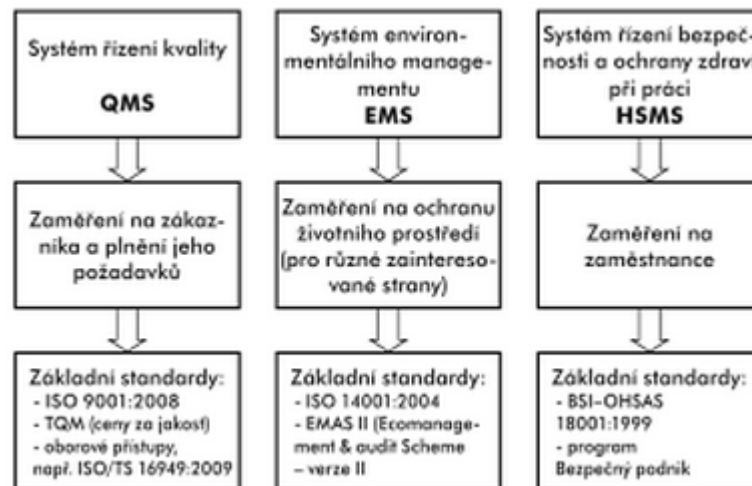 Systém řízení kvality
QMS
Zaměření na zákaz-
níka a plnění jeho
požadavků
Základní standardy:
- ISO 9001:2008
- TQM (ceny za jakost)
- oborové přístupy,
např. ISO/TS 16949:2009
Systém environ-
mentálního manage-
mentu
EMS
Zaměření na ochranu
životního prostředí
(pro různé zaintereso-
vané strany)
Základní standardy:
- ISO 14001:2004
- EMAS II (Ecomanage-
ment & audit Scheme
– verze II
Systém řízení bezpeč-
nosti a ochrany zdraví
při práci
HSMS
Zaměření na
zaměstnance
Základní standardy:
- BSI–OHSAS
18001:1999
- program
Bezpečný podnik